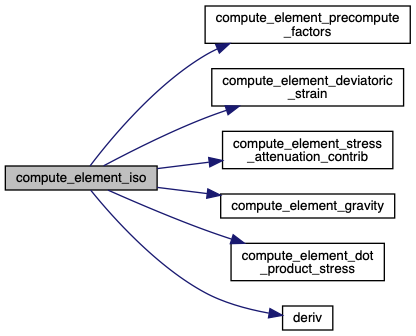 compute_element_precompute
_factors
compute_element_deviatoric
_strain
compute_element_stress
_attenuation_contrib
compute_element_iso
compute_element_gravity
compute_element_dot
_product_stress
deriv